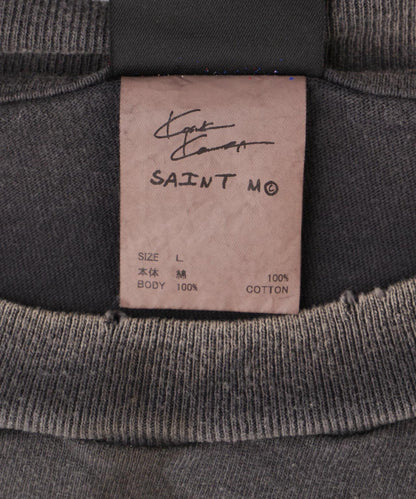 SAINT M©
SIZE L
本体 綿 100%
BODY 100% COTTON